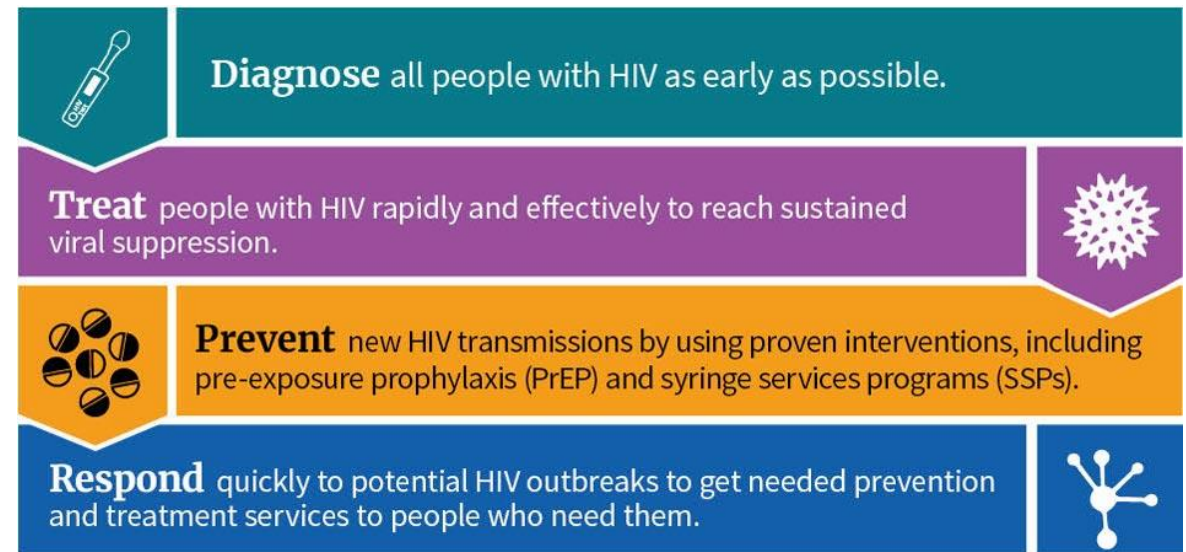 Diagnose all people with HIV as early as possible.
Treat people with HIV rapidly and effectively to reach sustained
viral suppression.
Prevent new HIV transmissions by using proven interventions, including
pre-exposure prophylaxis (PrEP) and syringe services programs (SSPs).
Respond quickly to potential HIV outbreaks to get needed prevention
and treatment services to people who need them.